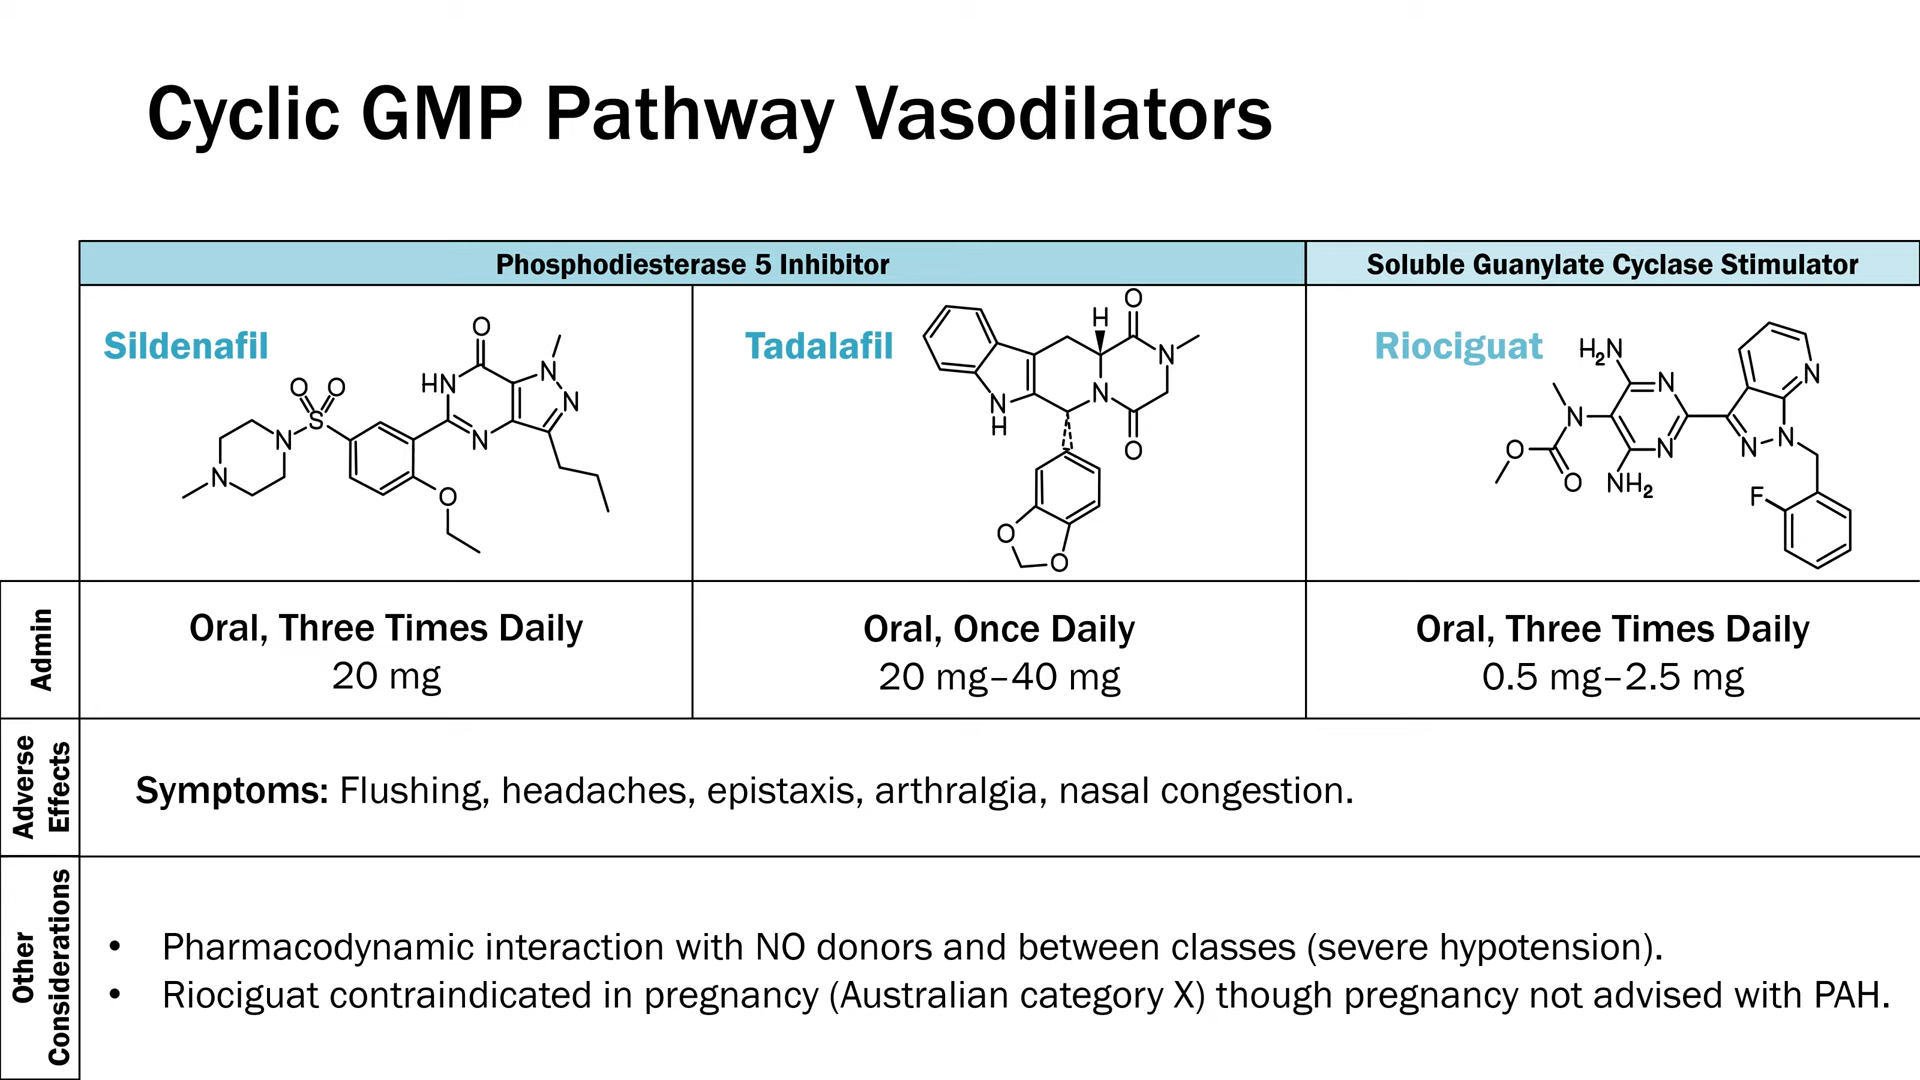 Cyclic GMP Pathway Vasodilators
Phosphodiesterase 5 Inhibitor
Soluble Guanylate Cyclase Stimulator
Sildenafil
O
N
HN
N
N
O O
S
N
N
O
Tadalafil
O
H
N
N
N
H
O
O
O
Riociguat
H2N
N
N
N
O
O
N
N
N
NH2
F
Admin
Oral, Three Times Daily
20 mg
Oral, Once Daily
20 mg–40 mg
Oral, Three Times Daily
0.5 mg–2.5 mg
Adverse
Effects
Symptoms: Flushing, headaches, epistaxis, arthralgia, nasal congestion.
Other
Considerations
• Pharmacodynamic interaction with NO donors and between classes (severe hypotension).
• Riociguat contraindicated in pregnancy (Australian category X) though pregnancy not advised with PAH.